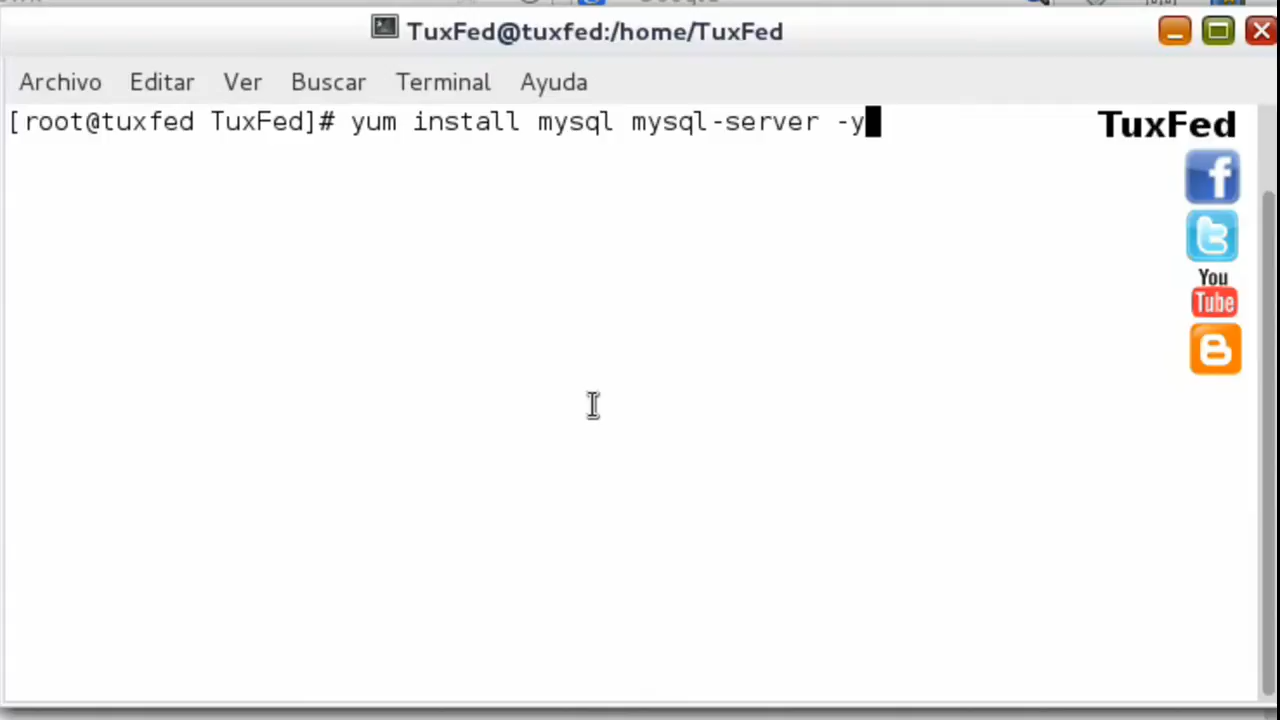 TuxFed@tuxfed:/home/TuxFed
Archivo Editar Ver Buscar Terminal Ayuda
[root@tuxfed TuxFed]# yum install mysql mysql-server -y
TuxFed
You
Tube